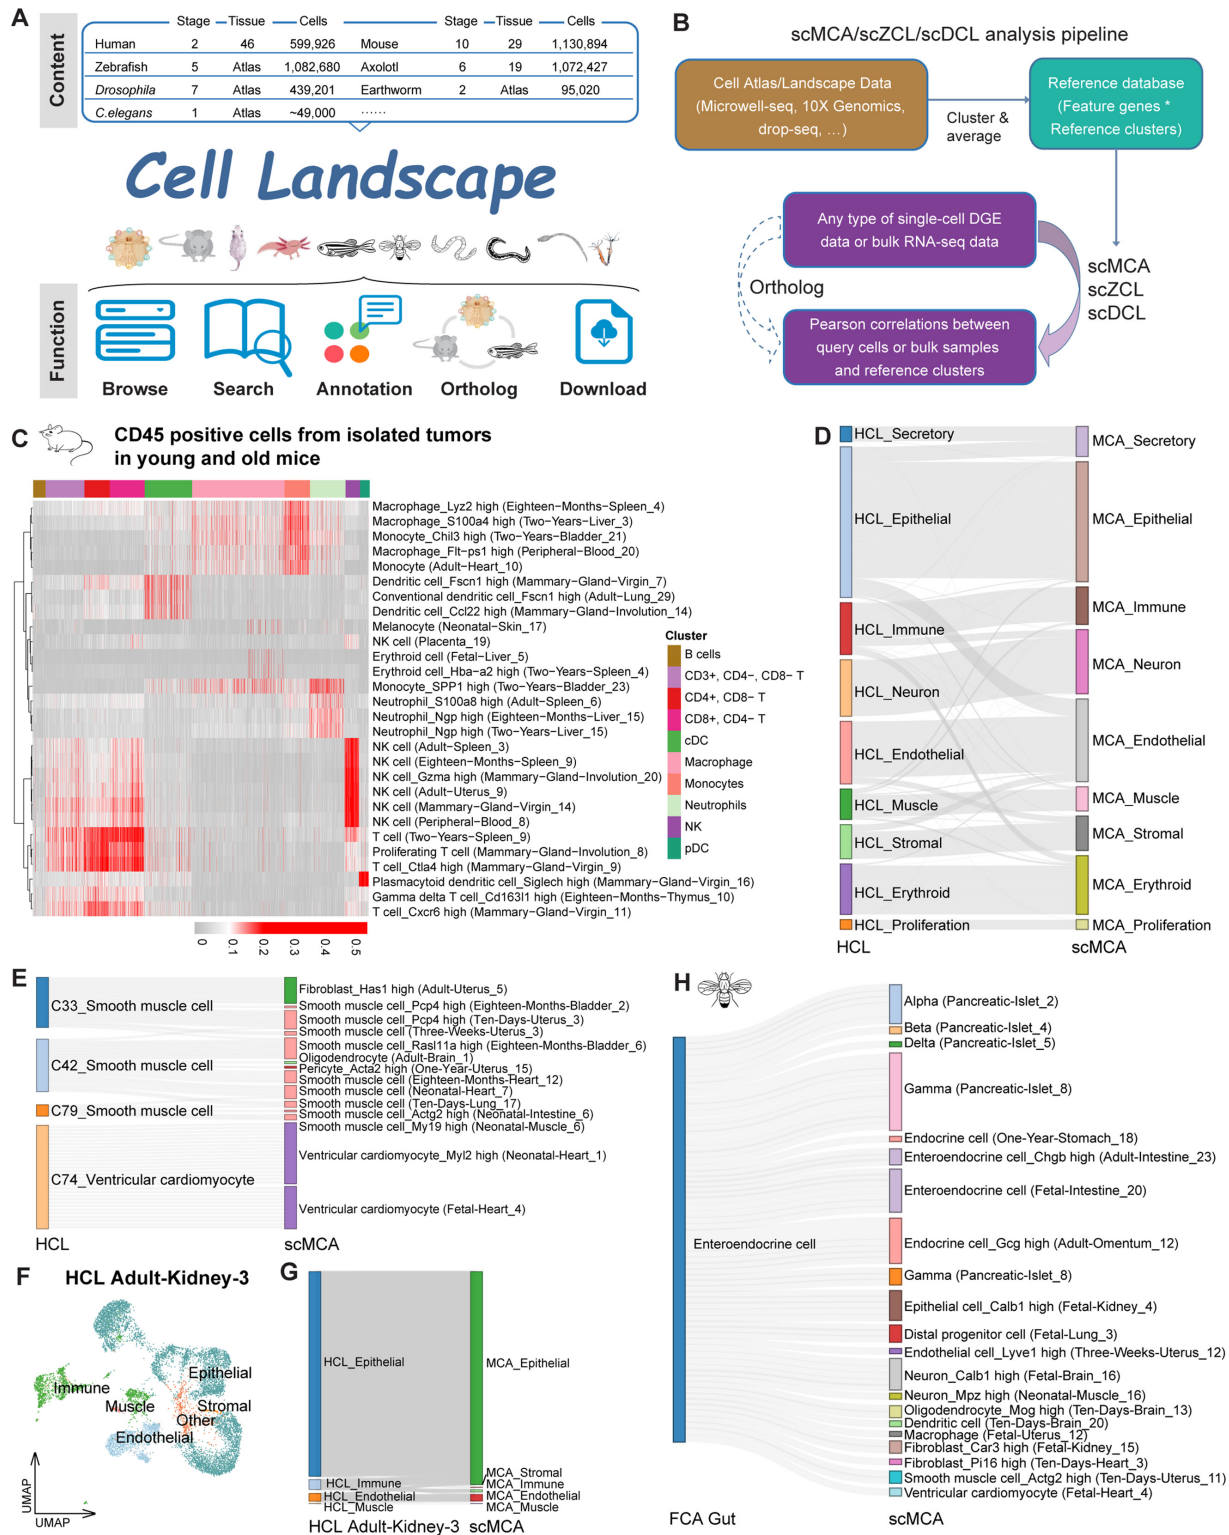 A
Content
Stage Tissue Cells Stage Tissue Cells
Human 2 46 599,926 Mouse 10 29 1,130,894
Zebrafish 5 Atlas 1,082,680 Axolotl 6 19 1,072,427
Drosophila 7 Atlas 439,201 Earthworm 2 Atlas 95,020
C.elegans 1 Atlas ~49,000 ······
Cell Landscape
Function
Browse Search Annotation Ortholog Download
B
scMCA/scZCL/scDCL analysis pipeline
Cell Atlas/Landscape Data
(Microwell-seq, 10X Genomics,
drop-seq, …)
Cluster &
average
Reference database
(Feature genes *
Reference clusters)
Any type of single-cell DGE
data or bulk RNA-seq data
Ortholog
scMCA
scZCL
scDCL
Pearson correlations between
query cells or bulk samples
and reference clusters
C
CD45 positive cells from isolated tumors
in young and old mice
Macrophage_Lyz2 high (Eighteen−Months−Spleen_4)
Macrophage_S100a4 high (Two−Years−Liver_3)
Monocyte_Chil3 high (Two−Years−Bladder_21)
Macrophage_Flt−ps1 high (Peripheral−Blood_20)
Monocyte (Adult−Heart_10)
Dendritic cell_Fscn1 high (Mammary−Gland−Virgin_7)
Conventional dendritic cell_Fscn1 high (Adult−Lung_29)
Dendritic cell_Ccl22 high (Mammary−Gland−Involution_14)
Melanocyte (Neonatal−Skin_17)
NK cell (Placenta_19)
Erythroid cell (Fetal−Liver_5)
Erythroid cell_Hba−a2 high (Two−Years−Spleen_4)
Monocyte_SPP1 high (Two−Years−Bladder_23)
Neutrophil_S100a8 high (Adult−Spleen_6)
Neutrophil_Ngp high (Eighteen−Months−Liver_15)
Neutrophil_Ngp high (Two−Years−Liver_15)
NK cell (Adult−Spleen_3)
NK cell (Eighteen−Months−Spleen_9)
NK cell_Gzma high (Mammary−Gland−Involution_20)
NK cell (Adult−Uterus_9)
NK cell (Mammary−Gland−Virgin_14)
NK cell (Peripheral−Blood_8)
T cell (Two−Years−Spleen_9)
Proliferating T cell (Mammary−Gland−Involution_8)
T cell_Ctla4 high (Mammary−Gland−Virgin_9)
Plasmacytoid dendritic cell_Siglech high (Mammary−Gland−Virgin_16)
Gamma delta T cell_Cd163l1 high (Eighteen−Months−Thymus_10)
T cell_Cxcr6 high (Mammary−Gland−Virgin_11)
0 0.1 0.2 0.3 0.4 0.5
Cluster
B cells
CD3+, CD4−, CD8− T
CD4+, CD8− T
CD8+, CD4− T
cDC
Macrophage
Monocytes
Neutrophils
NK
pDC
D
HCL_Secretory
HCL_Epithelial
HCL_Immune
HCL_Neuron
HCL_Endothelial
HCL_Muscle
HCL_Stromal
HCL_Erythroid
HCL_Proliferation
HCL
MCA_Secretory
MCA_Epithelial
MCA_Immune
MCA_Neuron
MCA_Endothelial
MCA_Muscle
MCA_Stromal
MCA_Erythroid
MCA_Proliferation
scMCA
E
C33_Smooth muscle cell
C42_Smooth muscle cell
C79_Smooth muscle cell
C74_Ventricular cardiomyocyte
HCL
Fibroblast_Has1 high (Adult-Uterus_5)
Smooth muscle cell_Pcp4 high (Eighteen-Months-Bladder_2)
Smooth muscle cell_Pcp4 high (Ten-Days-Uterus_3)
Smooth muscle cell (Three-Weeks-Uterus_3)
Smooth muscle cell_Rasl11a high (Eighteen-Months-Bladder_6)
Oligodendrocyte (Adult-Brain_1)
Pericyte_Acta2 high (One-Year-Uterus_15)
Smooth muscle cell (Eighteen-Months-Heart_12)
Smooth muscle cell (Neonatal-Heart_7)
Smooth muscle cell (Ten-Days-Lung_17)
Smooth muscle cell_Actg2 high (Neonatal-Intestine_6)
Smooth muscle cell_My19 high (Neonatal-Muscle_6)
Ventricular cardiomyocyte_Myl2 high (Neonatal-Heart_1)
Ventricular cardiomyocyte (Fetal-Heart_4)
scMCA
F
HCL Adult-Kidney-3
Epithelial
Immune
Muscle
Stromal
Other
Endothelial
UMAP
UMAP
G
HCL_Epithelial
HCL_Immune
HCL_Endothelial
HCL_Muscle
HCL Adult-Kidney-3
MCA_Epithelial
MCA_Stromal
MCA_Immune
MCA_Endothelial
MCA_Muscle
scMCA
H
Enteroendocrine cell
FCA Gut
Alpha (Pancreatic-Islet_2)
Beta (Pancreatic-Islet_4)
Delta (Pancreatic-Islet_5)
Gamma (Pancreatic-Islet_8)
Endocrine cell (One-Year-Stomach_18)
Enteroendocrine cell_Chgb high (Adult-Intestine_23)
Enteroendocrine cell (Fetal-Intestine_20)
Endocrine cell_Gcg high (Adult-Omentum_12)
Gamma (Pancreatic-Islet_8)
Epithelial cell_Calb1 high (Fetal-Kidney_4)
Distal progenitor cell (Fetal-Lung_3)
Endothelial cell_Lyve1 high (Three-Weeks-Uterus_12)
Neuron_Calb1 high (Fetal-Brain_16)
Neuron_Mpz high (Neonatal-Muscle_16)
Oligodendrocyte_Mog high (Ten-Days-Brain_13)
Dendritic cell (Ten-Days-Brain_20)
Macrophage (Fetal-Uterus_12)
Fibroblast_Car3 high (Fetal-Kidney_15)
Fibroblast_Pi16 high (Ten-Days-Heart_3)
Smooth muscle cell_Actg2 high (Ten-Days-Uterus_11)
Ventricular cardiomyocyte (Fetal-Heart_4)
scMCA